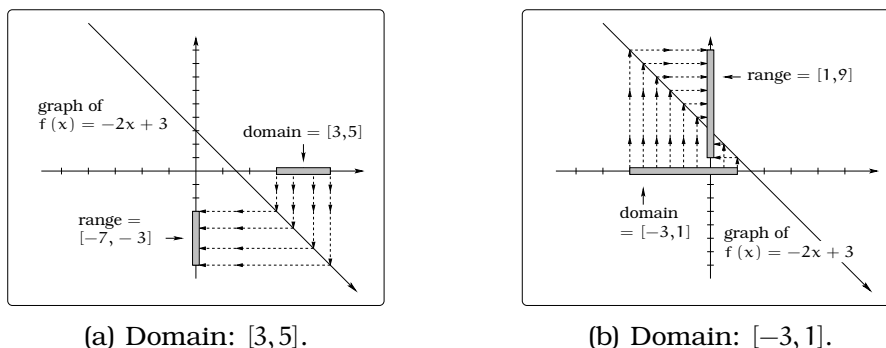 graph of
f (x) = −2x + 3
domain = [3,5]
range =
[−7, − 3]
(a) Domain: [3, 5].
range = [1,9]
domain
= [−3,1]
graph of
f (x) = −2x + 3
(b) Domain: [−3, 1].